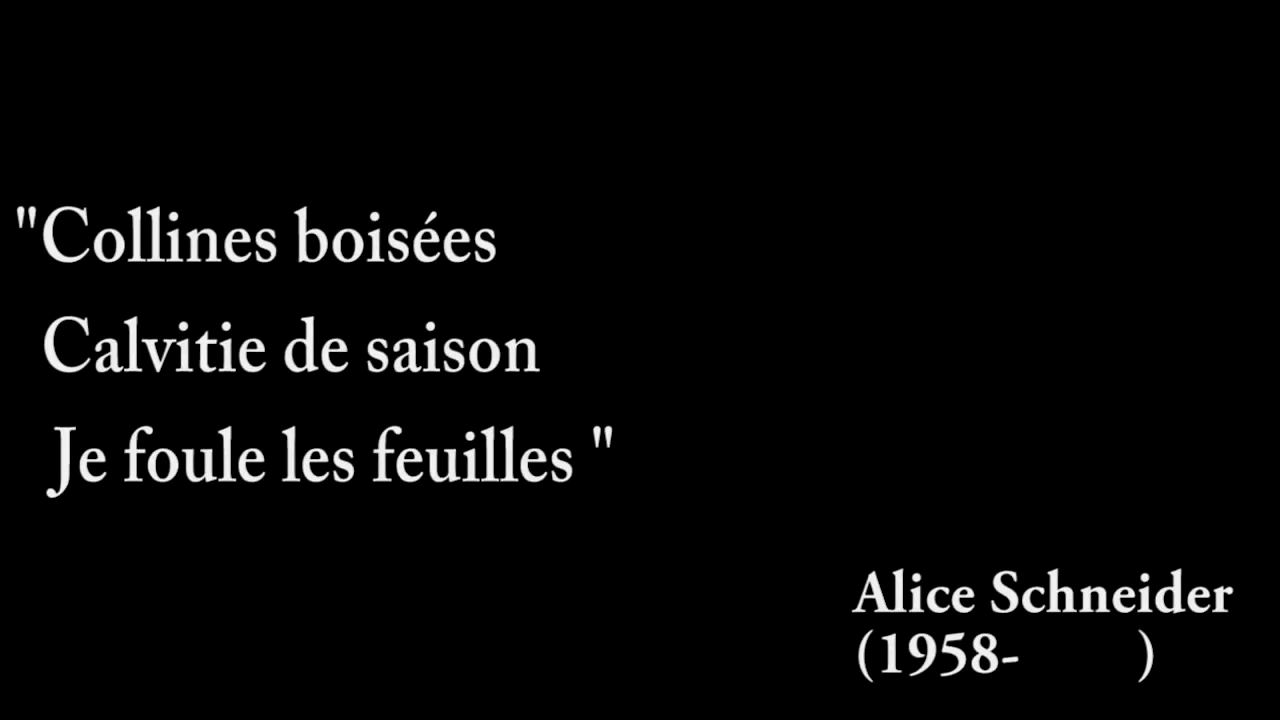 "Collines boisées
Calvitie de saison
Je foule les feuilles "
Alice Schneider
(1958-        )